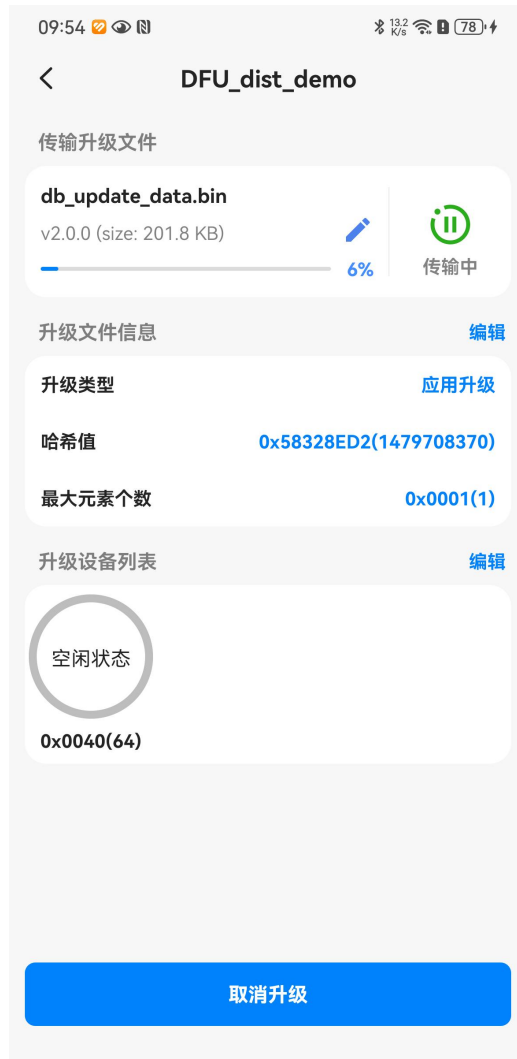 09:54 13.2 K/s 78
DFU_dist_demo
传输升级文件
db_update_data.bin
v2.0.0 (size: 201.8 KB)
6% 传输中
升级文件信息 编辑
升级类型 应用升级
哈希值 0x58328ED2(1479708370)
最大元素个数 0x0001(1)
升级设备列表 编辑
空闲状态
0x0040(64)
取消升级